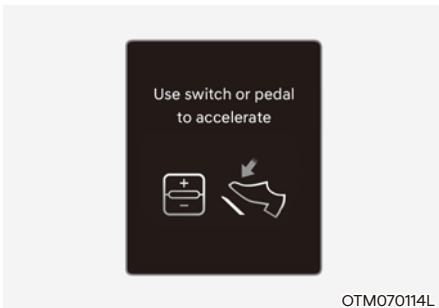 Use switch or pedal
to accelerate
+
−
OTM070114L